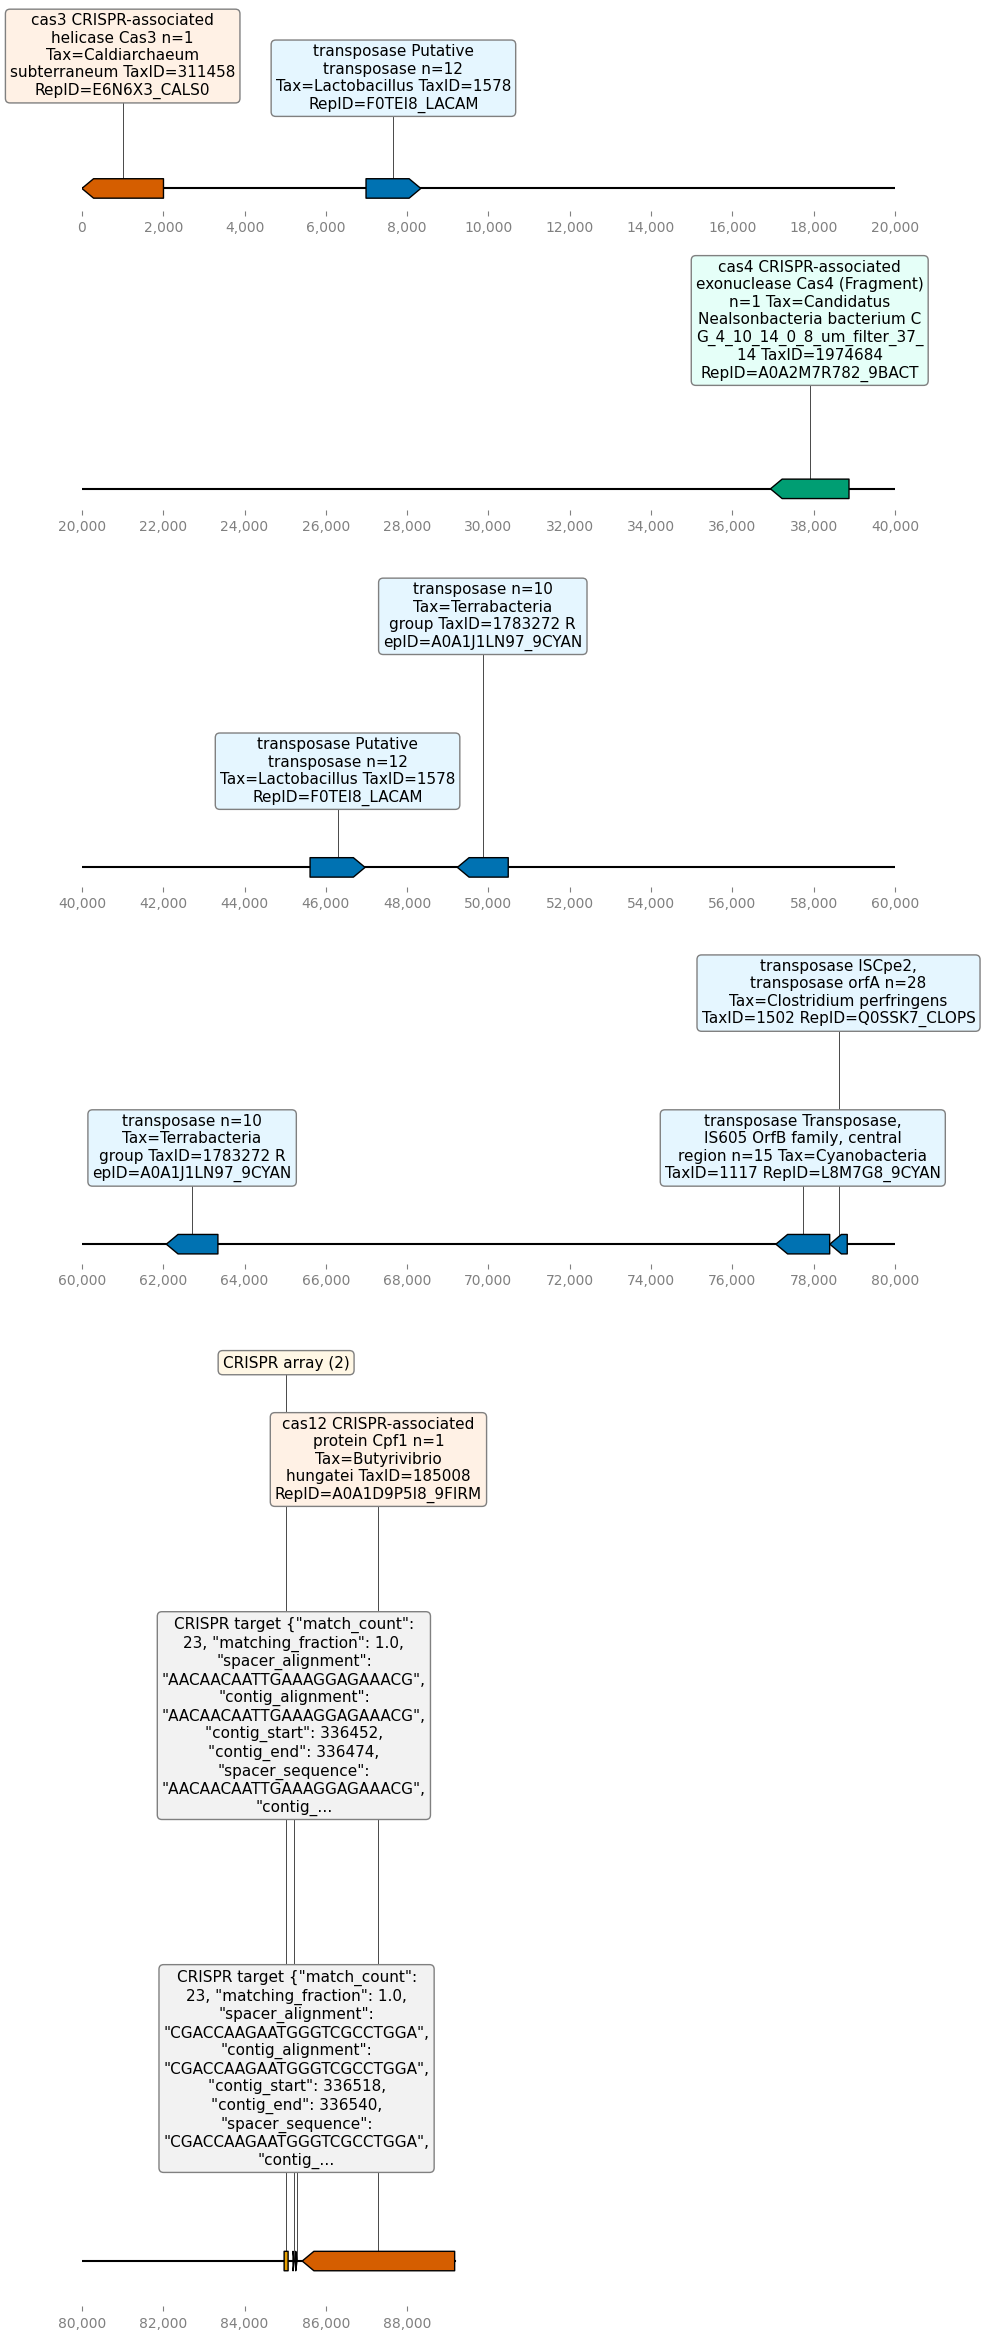 cas3 CRISPR-associated
helicase Cas3 n=1
Tax=Caldiarchaeum
subterraneum TaxID=311458
RepID=E6N6X3_CALS0
transposase Putative
transposase n=12
Tax=Lactobacillus TaxID=1578
RepID=F0TEI8_LACAM
0 2,000 4,000 6,000 8,000 10,000 12,000 14,000 16,000 18,000 20,000
cas4 CRISPR-associated
exonuclease Cas4 (Fragment)
n=1 Tax=Candidatus
Nealsonbacteria bacterium C
G_4_10_14_0_8_um_filter_37_
14 TaxID=1974684
RepID=A0A2M7R782_9BACT
20,000 22,000 24,000 26,000 28,000 30,000 32,000 34,000 36,000 38,000 40,000
transposase n=10
Tax=Terrabacteria
group TaxID=1783272 R
epID=A0A1J1LN97_9CYAN
transposase Putative
transposase n=12
Tax=Lactobacillus TaxID=1578
RepID=F0TEI8_LACAM
40,000 42,000 44,000 46,000 48,000 50,000 52,000 54,000 56,000 58,000 60,000
transposase ISCpe2,
transposase orfA n=28
Tax=Clostridium perfringens
TaxID=1502 RepID=Q0SSK7_CLOPS
transposase n=10
Tax=Terrabacteria
group TaxID=1783272 R
epID=A0A1J1LN97_9CYAN
transposase Transposase,
IS605 OrfB family, central
region n=15 Tax=Cyanobacteria
TaxID=1117 RepID=L8M7G8_9CYAN
60,000 62,000 64,000 66,000 68,000 70,000 72,000 74,000 76,000 78,000 80,000
CRISPR array (2)
cas12 CRISPR-associated
protein Cpf1 n=1
Tax=Butyrivibrio
hungatei TaxID=185008
RepID=A0A1D9P5I8_9FIRM
CRISPR target {"match_count":
23, "matching_fraction": 1.0,
"spacer_alignment":
"AACAACAATTGAAAGGAGAAACG",
"contig_alignment":
"AACAACAATTGAAAGGAGAAACG",
"contig_start": 336452,
"contig_end": 336474,
"spacer_sequence":
"AACAACAATTGAAAGGAGAAACG",
"contig_...
CRISPR target {"match_count":
23, "matching_fraction": 1.0,
"spacer_alignment":
"CGACCAAGAATGGGTCGCCTGGA",
"contig_alignment":
"CGACCAAGAATGGGTCGCCTGGA",
"contig_start": 336518,
"contig_end": 336540,
"spacer_sequence":
"CGACCAAGAATGGGTCGCCTGGA",
"contig_...
80,000 82,000 84,000 86,000 88,000